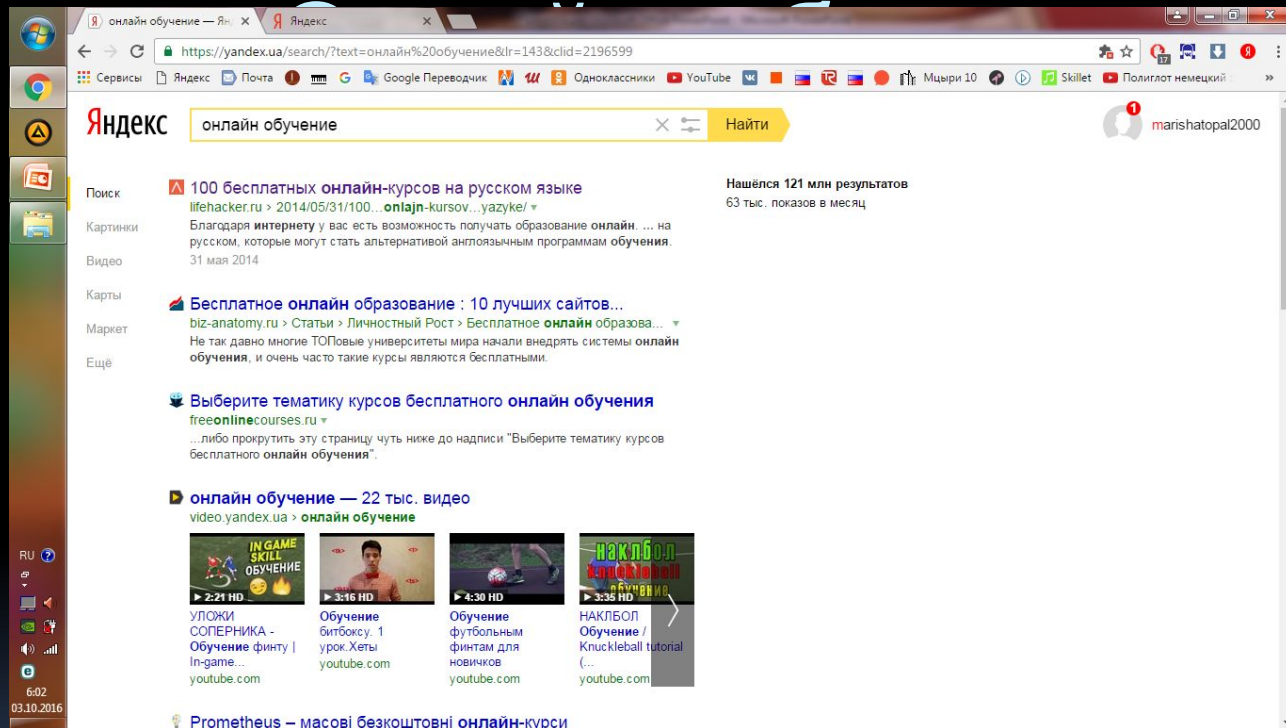 онлайн обучение — Ян
Яндекс
https://yandex.ua/search/?text=онлайн%20обучение&lr=143&clid=2196599
17
Сервисы Яндекс Почта Google Переводчик Одноклассники YouTube Мцыри 10 Skillet Полиглот немецкий »
Яндекс
онлайн обучение
Найти
1
marishatopal2000
Поиск
Картинки
Видео
Карты
Маркет
Ещё
100 бесплатных онлайн-курсов на русском языке
lifehacker.ru › 2014/05/31/100...onlajn-kursov...yazyke/
Благодаря интернету у вас есть возможность получать образование онлайн. ... на
русском, которые могут стать альтернативой англоязычным программам обучения.
31 мая 2014
Нашёлся 121 млн результатов
63 тыс. показов в месяц
Бесплатное онлайн образование : 10 лучших сайтов...
biz-anatomy.ru › Статьи › Личностный Рост › Бесплатное онлайн образова...
Не так давно многие ТОПовые университеты мира начали внедрять системы онлайн
обучения, и очень часто такие курсы являются бесплатными.
Выберите тематику курсов бесплатного онлайн обучения
freeonlinecourses.ru
...либо прокрутить эту страницу чуть ниже до надписи "Выберите тематику курсов
бесплатного онлайн обучения".
онлайн обучение — 22 тыс. видео
video.yandex.ua › онлайн обучение
IN GAME
SKILL
ОБУЧЕНИЕ
2:21 HD
3:16 HD
4:30 HD
наклбол
knuckleball
обучение
3:35 HD
УЛОЖИ
СОПЕРНИКА -
Обучение финту |
In-game...
youtube.com
Обучение
битбоксу. 1
урок.Хеты
youtube.com
Обучение
футбольным
финтам для
новичков
youtube.com
НАКЛБОЛ
Обучение /
Knuckleball tutorial
(...
youtube.com
Prometheus – масові безкоштовні онлайн-курси
RU
6:02
03.10.2016